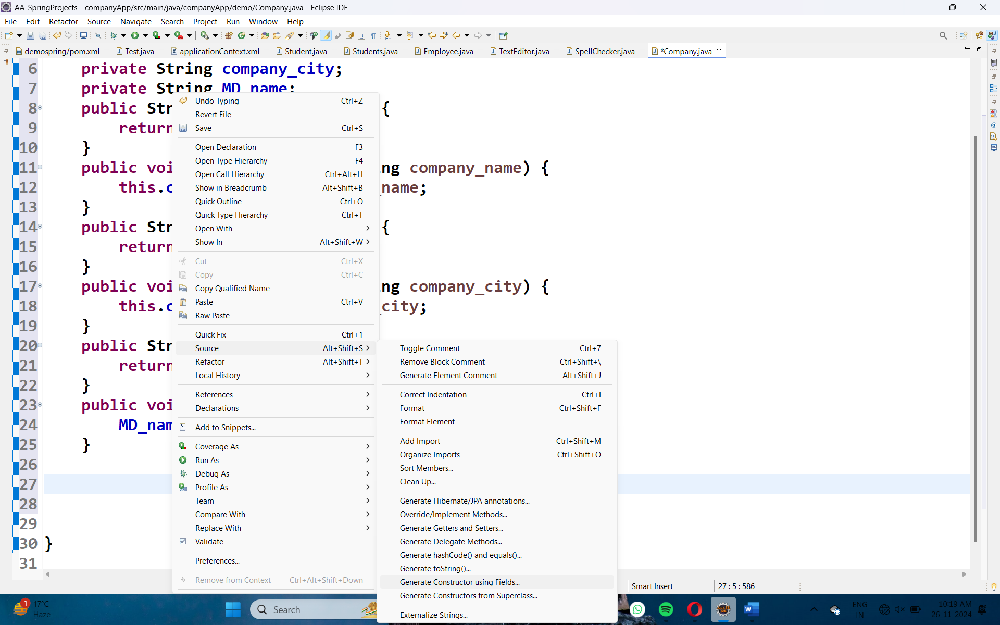 AA_SpringProjects - companyApp/src/main/java/companyApp/demo/Company.java - Eclipse IDE
File Edit Refactor Source Navigate Search Project Run Window Help
demospring/pom.xml Test.java applicationContext.xml Student.java Students.java Employee.java TextEditor.java SpellChecker.java *Company.java
6 private String company_city;
7 private String MD_name;
8 public Str {
9 return
10 }
11 public voi ng company_name) {
12 this.c _name;
13 }
14 public Str {
15 return
16 }
17 public voi ng company_city) {
18 this.c _city;
19 }
20 public Str
21 return
22 }
23 public voi
24 MD_nam
25 }
26
27
28
29
30 }
31
Undo Typing Ctrl+Z
Revert File
Save Ctrl+S
Open Declaration F3
Open Type Hierarchy F4
Open Call Hierarchy Ctrl+Alt+H
Show in Breadcrumb Alt+Shift+B
Quick Outline Ctrl+O
Quick Type Hierarchy Ctrl+T
Open With
Show In Alt+Shift+W
Cut Ctrl+X
Copy Ctrl+C
Copy Qualified Name
Paste Ctrl+V
Raw Paste
Quick Fix Ctrl+1
Source Alt+Shift+S
Refactor Alt+Shift+T
Local History
References
Declarations
Add to Snippets...
Coverage As
Run As
Debug As
Profile As
Team
Compare With
Replace With
Validate
Preferences...
Remove from Context Ctrl+Alt+Shift+Down
Toggle Comment Ctrl+7
Remove Block Comment Ctrl+Shift+\
Generate Element Comment Alt+Shift+J
Correct Indentation Ctrl+I
Format Ctrl+Shift+F
Format Element
Add Import Ctrl+Shift+M
Organize Imports Ctrl+Shift+O
Sort Members...
Clean Up...
Generate Hibernate/JPA annotations...
Override/Implement Methods...
Generate Getters and Setters...
Generate Delegate Methods...
Generate hashCode() and equals()...
Generate toString()...
Generate Constructor using Fields...
Generate Constructors from Superclass...
Externalize Strings...
Smart Insert 27 : 5 : 586
1 17°C
Haze
Search
ENG
IN
10:19 AM
26-11-2024